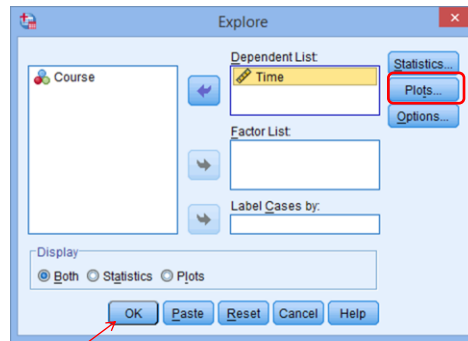 Explore
Dependent List:
Course
Time
Statistics...
Plots...
Options...
Factor List:
Label Cases by:
Display
Both Statistics Plots
OK Paste Reset Cancel Help